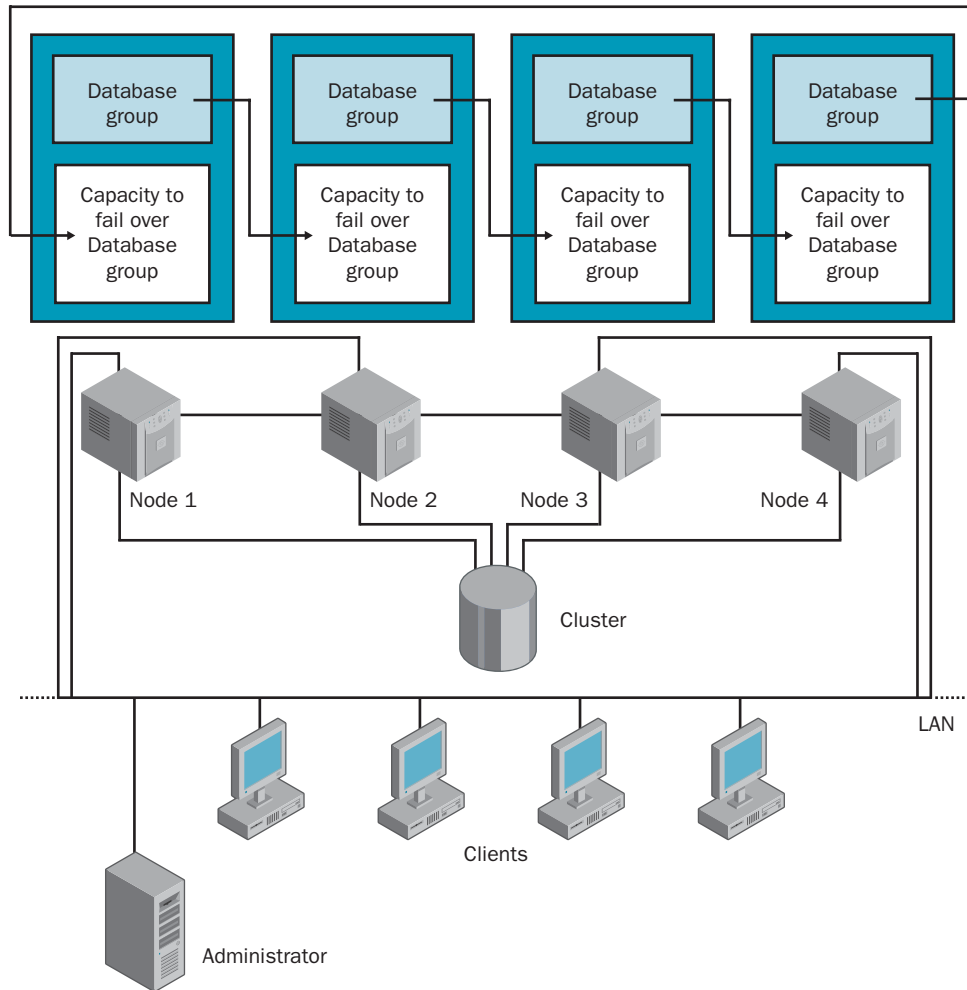 Database
group
Database
group
Database
group
Database
group
Capacity to
fail over
Database
group
Capacity to
fail over
Database
group
Capacity to
fail over
Database
group
Capacity to
fail over
Database
group
Node 1
Node 2
Node 3
Node 4
Cluster
LAN
Clients
Administrator